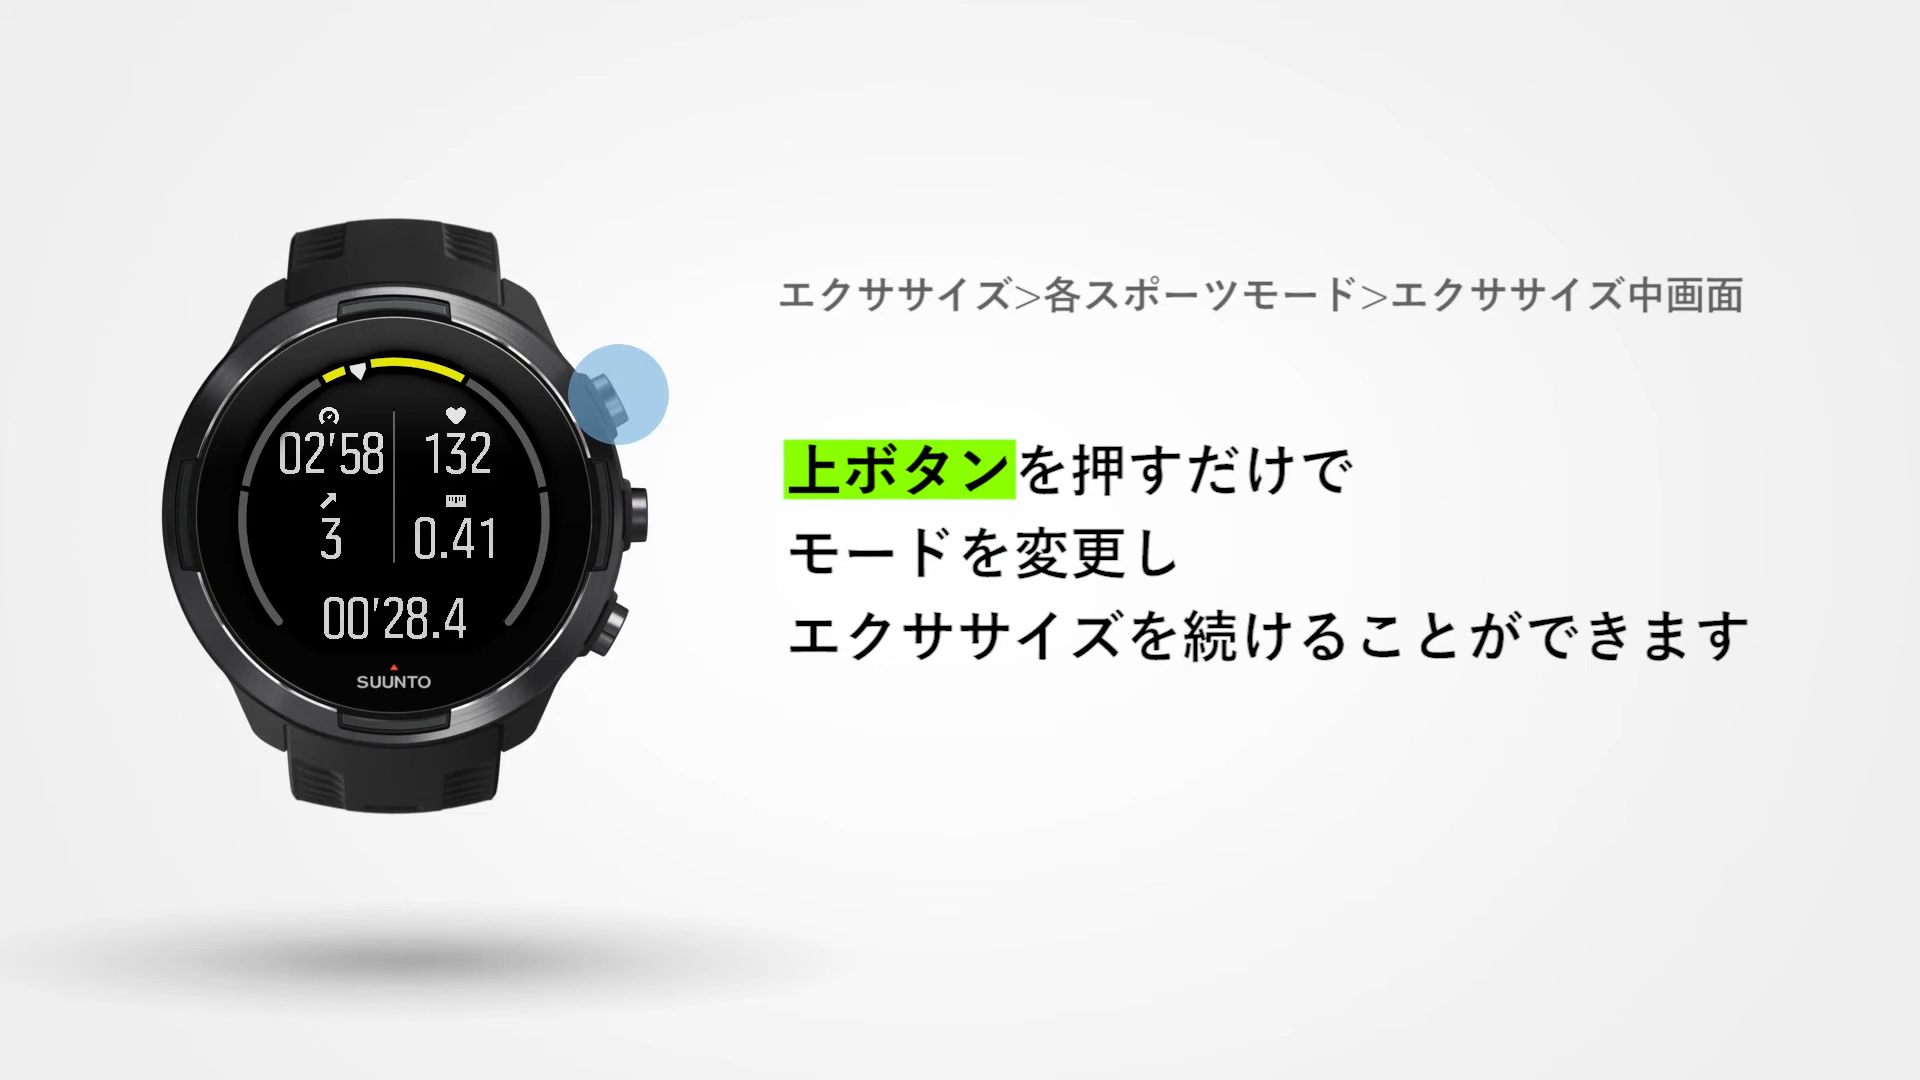 エクササイズ>各スポーツモード>エクササイズ中画面
上ボタンを押すだけで
モードを変更し
エクササイズを続けることができます
02'58 132
3 0.41
00'28.4
SUUNTO